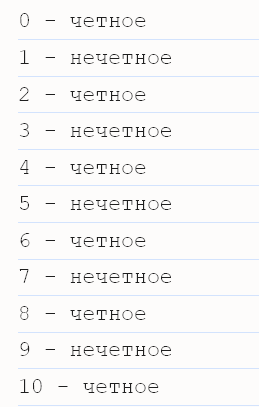 0 - четное
1 - нечетное
2 - четное
3 - нечетное
4 - четное
5 - нечетное
6 - четное
7 - нечетное
8 - четное
9 - нечетное
10 - четное